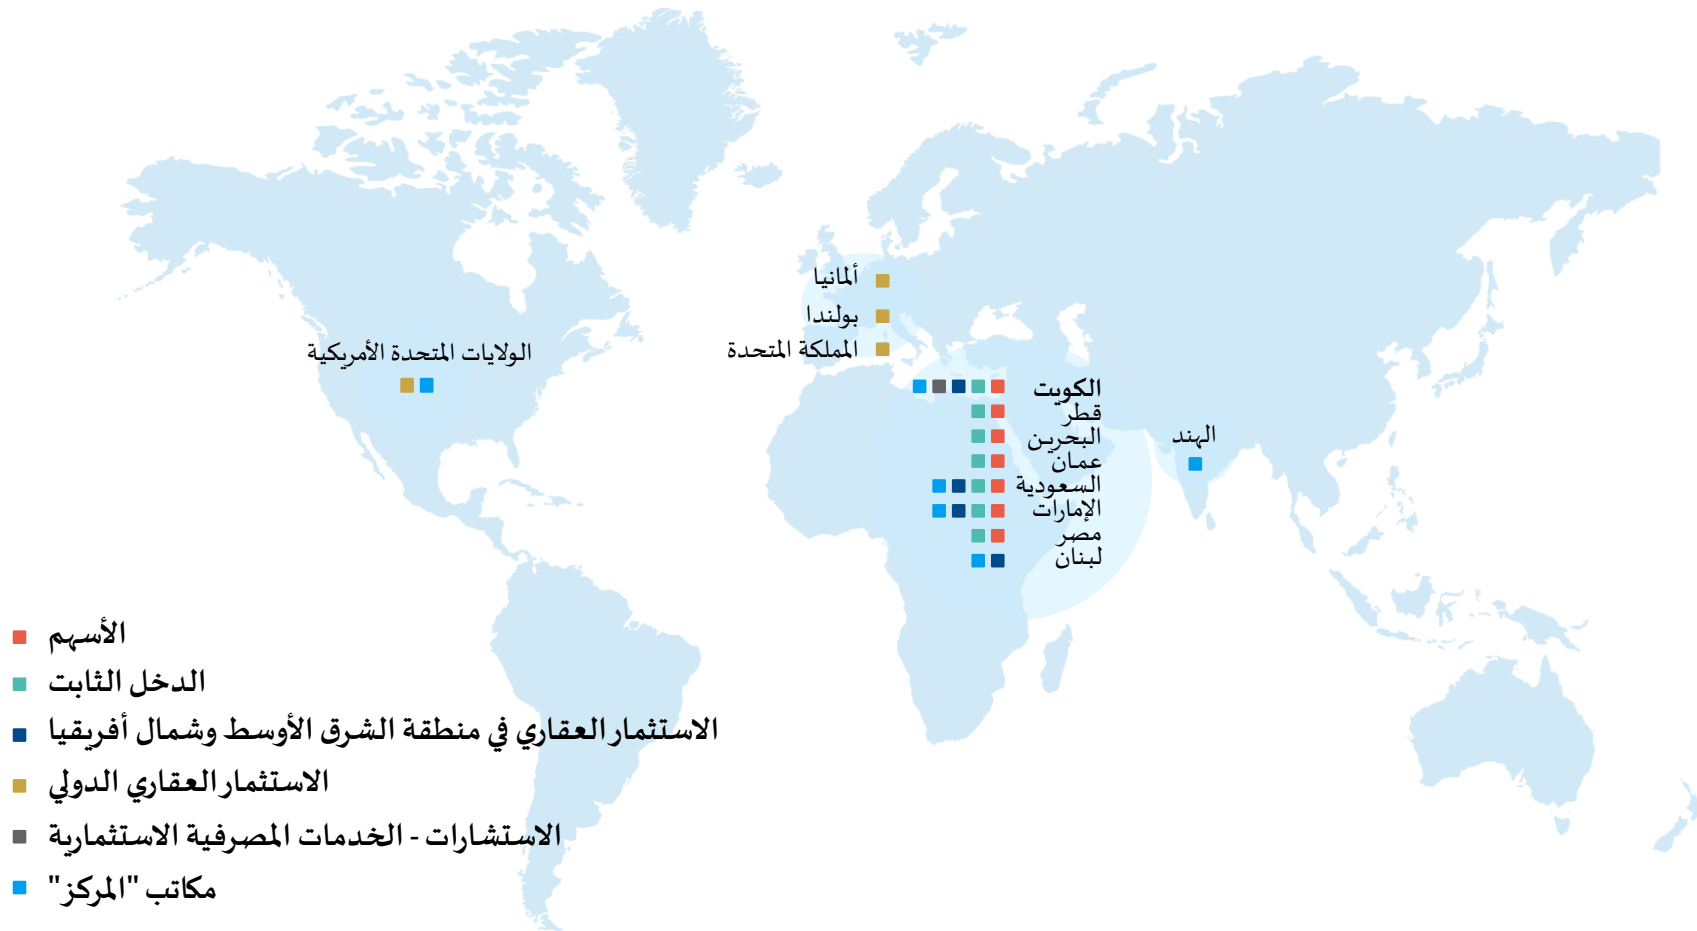 ألمانيا
بولندا
المملكة المتحدة
الولايات المتحدة الأمريكية
الكويت
قطر
البحرين
عمان
السعودية
الإمارات
مصر
لبنان
الهند
الأسهم
الدخل الثابت
الاستثمار العقاري في منطقة الشرق الأوسط وشمال أفريقيا
الاستثمار العقاري الدولي
الاستشارات - الخدمات المصرفية الاستثمارية
مكاتب "المركز"